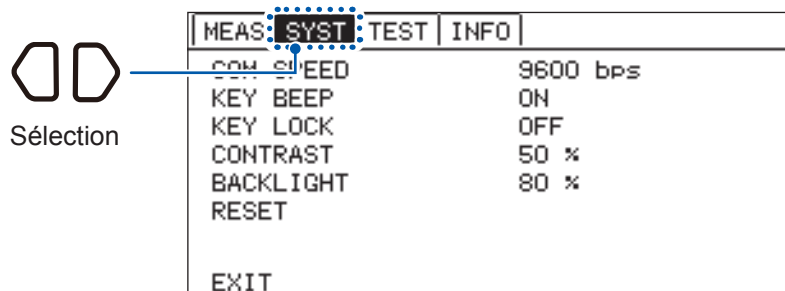 MEAS SYST TEST INFO
COM SPEED 9600 bps
KEY BEEP ON
KEY LOCK OFF
CONTRAST 50 %
BACKLIGHT 80 %
RESET
EXIT
Sélection